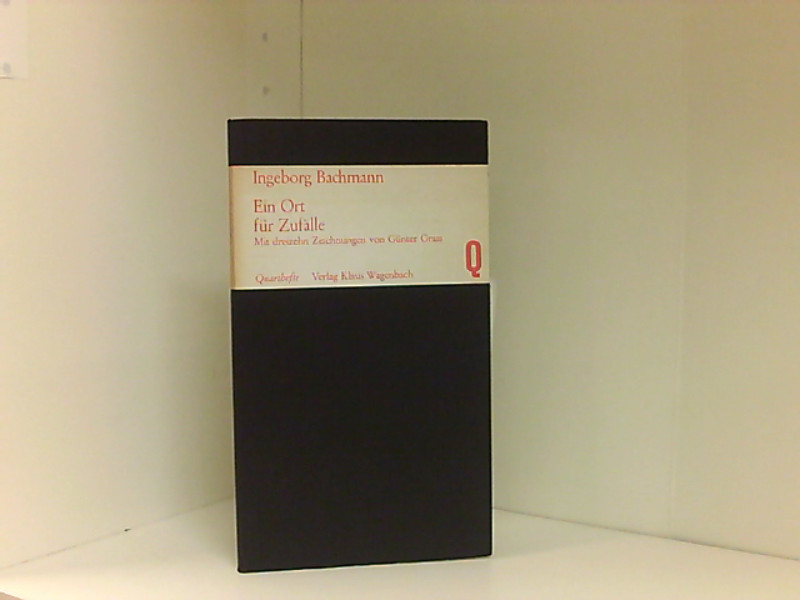 Ingeborg Bachmann
Ein Ort
für Zufälle
Mit dreizehn Zeichnungen von Günter Grass
Q
Quarthefte Verlag Klaus Wagenbach